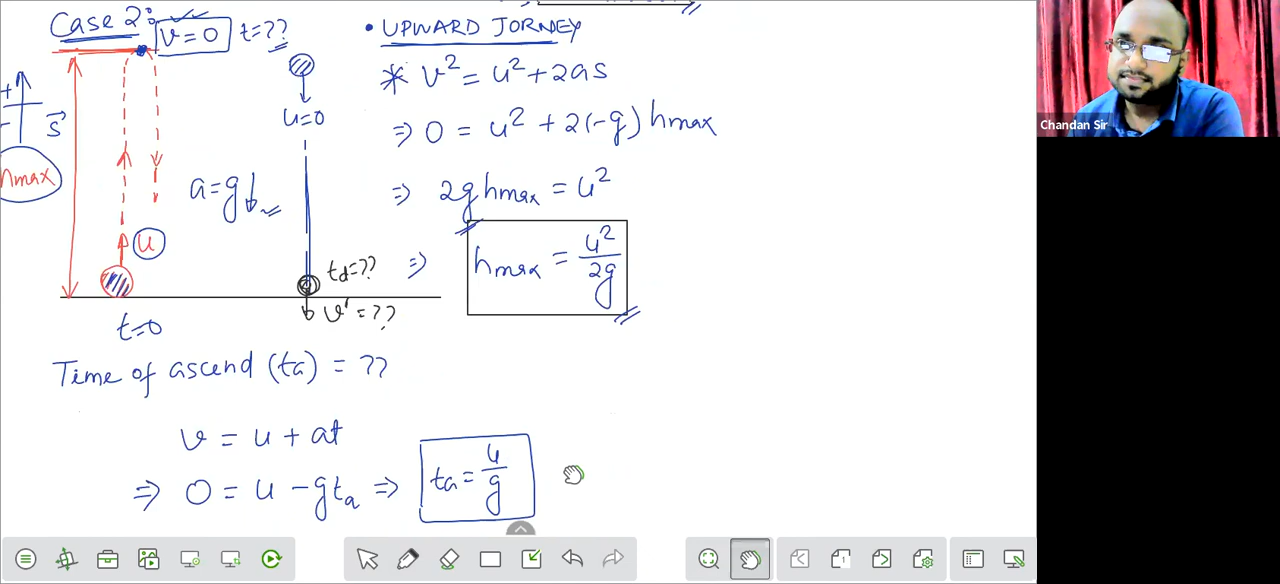 Case 2:
v = 0 t = ??
+
-
S
hmax
u
t=0
a = g↓
u=0
td = ??
v' = ??
• UPWARD JORNEY
* v² = u² + 2as
⇒ 0 = u² + 2(-g) hmax
⇒ 2g hmax = u²
⇒ hmax = u²/2g
Time of ascend (ta) = ??
v = u + at
⇒ 0 = u - gta ⇒ ta = u/g
Chandan Sir
1